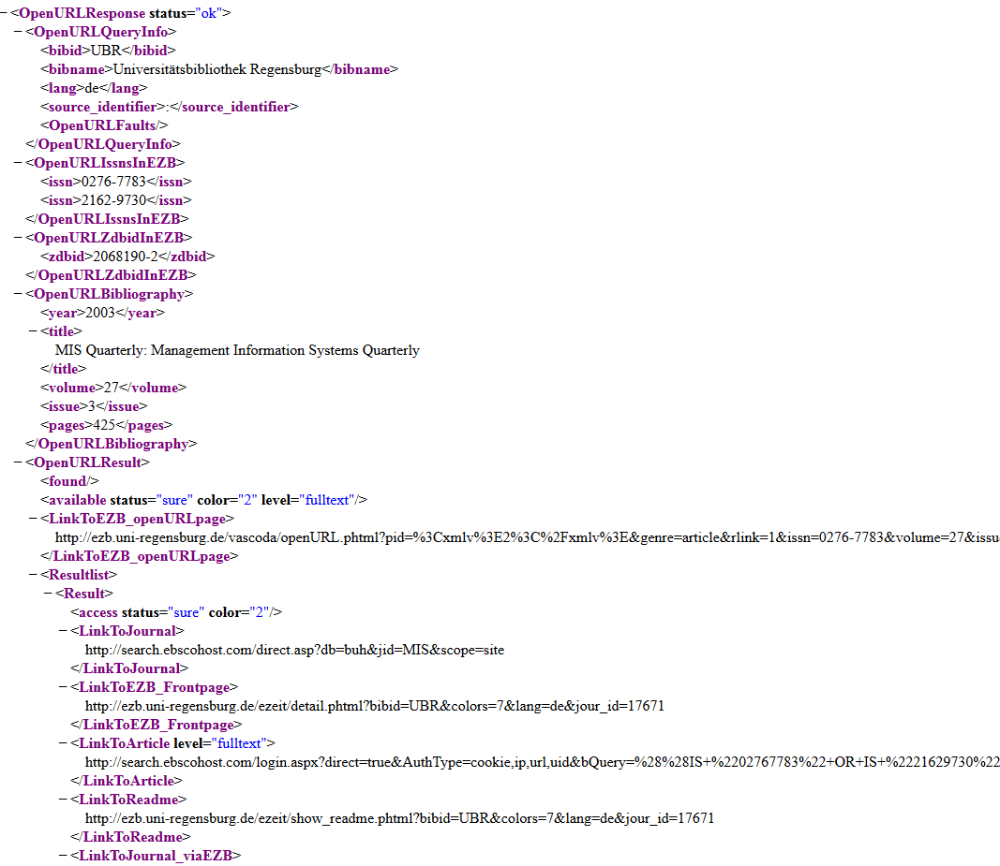 −<OpenURLResponse status="ok">
−<OpenURLQueryInfo>
<bibid>UBR</bibid>
<bibname>Universitätsbibliothek Regensburg</bibname>
<lang>de</lang>
<source_identifier>:</source_identifier>
<OpenURLFaults/>
</OpenURLQueryInfo>
−<OpenURLIssnsInEZB>
<issn>0276-7783</issn>
<issn>2162-9730</issn>
</OpenURLIssnsInEZB>
−<OpenURLZdbidInEZB>
<zdbid>2068190-2</zdbid>
</OpenURLZdbidInEZB>
−<OpenURLBibliography>
<year>2003</year>
−<title>
MIS Quarterly: Management Information Systems Quarterly
</title>
<volume>27</volume>
<issue>3</issue>
<pages>425</pages>
</OpenURLBibliography>
−<OpenURLResult>
<found/>
<available status="sure" color="2" level="fulltext"/>
−<LinkToEZB_openURLpage>
http://ezb.uni-regensburg.de/vascoda/openURL.phtml?pid=%3Cxmlv%3E2%3C%2Fxmlv%3E&genre=article&rlink=1&issn=0276-7783&volume=27&issu
</LinkToEZB_openURLpage>
−<Resultlist>
−<Result>
<access status="sure" color="2"/>
−<LinkToJournal>
http://search.ebscohost.com/direct.asp?db=buh&jid=MIS&scope=site
</LinkToJournal>
−<LinkToEZB_Frontpage>
http://ezb.uni-regensburg.de/ezeit/detail.phtml?bibid=UBR&colors=7&lang=de&jour_id=17671
</LinkToEZB_Frontpage>
−<LinkToArticle level="fulltext">
http://search.ebscohost.com/login.aspx?direct=true&AuthType=cookie,ip,url,uid&bQuery=%28%28IS+%2202767783%22+OR+IS+%2221629730%22
</LinkToArticle>
−<LinkToReadme>
http://ezb.uni-regensburg.de/ezeit/show_readme.phtml?bibid=UBR&colors=7&lang=de&jour_id=17671
</LinkToReadme>
−<LinkToJournal_viaEZB>